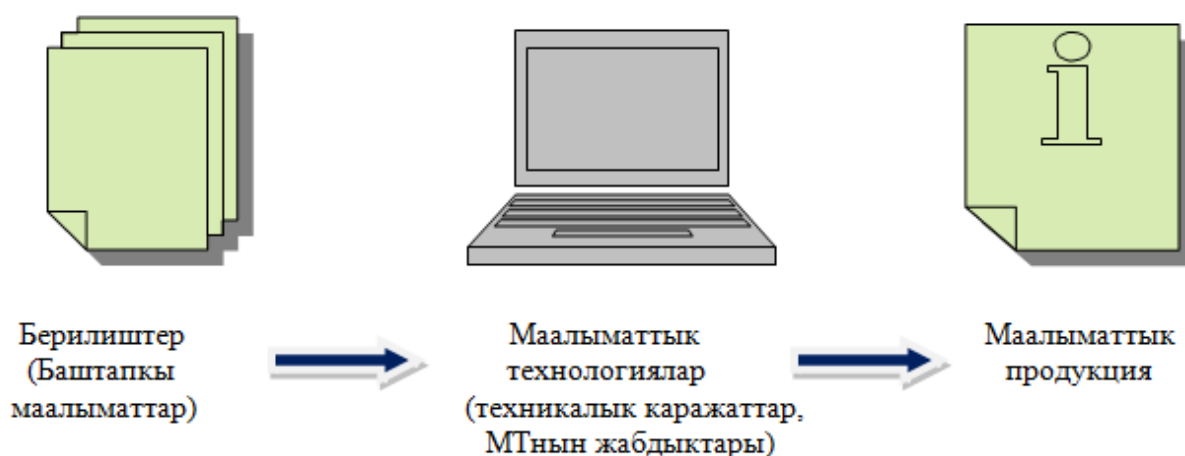 Берилиштер
(Баштапкы
маалыматтар)
Маалыматтык
технологиялар
(техникалык каражаттар,
МТнын жабдыктары)
Маалыматтык
продукция